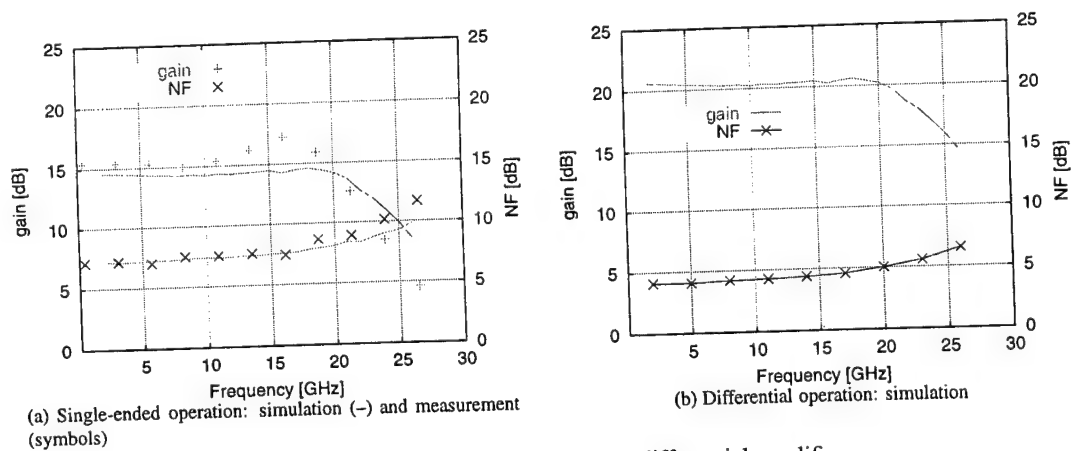 25
20
15
10
5
0
gain [dB]
gain
NF
25
20
15
10
5
0
NF [dB]
5 10 15 20 25 30
Frequency [GHz]
(a) Single-ended operation: simulation (–) and measurement
(symbols)
25
20
15
10
5
0
gain [dB]
gain
NF
25
20
15
10
5
0
NF [dB]
5 10 15 20 25 30
Frequency [GHz]
(b) Differential operation: simulation